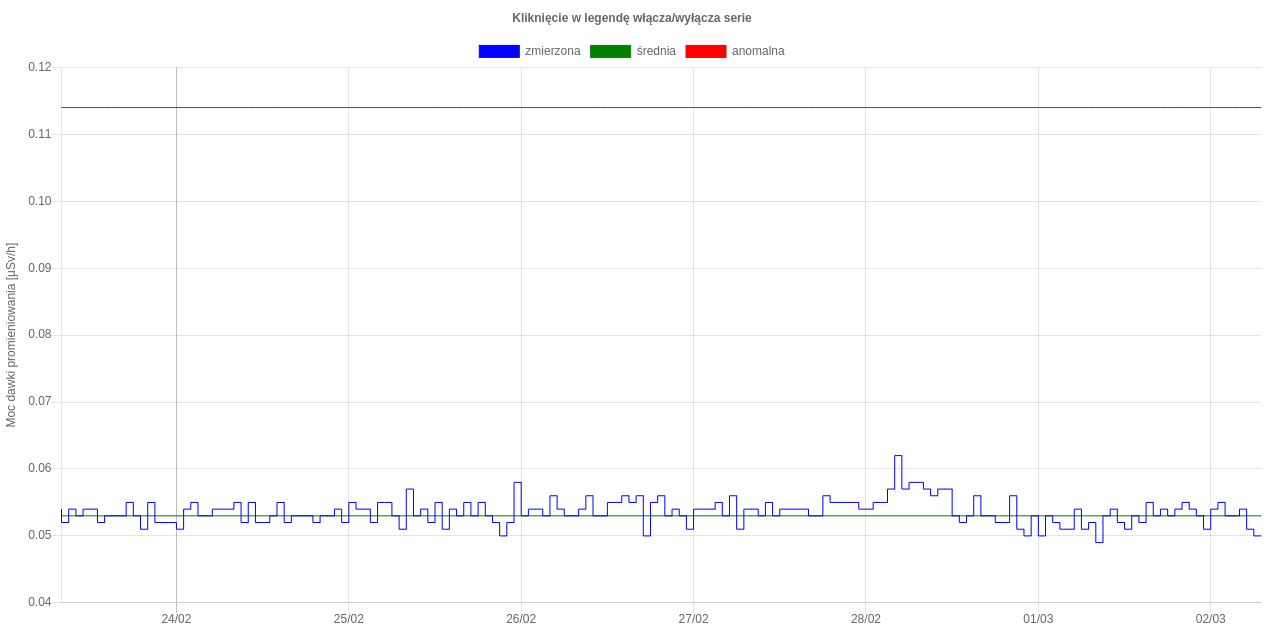 Kliknięcie w legendę włącza/wyłącza serie
zmierzona średnia anomalna
Moc dawki promieniowania [µSv/h]
0.12
0.11
0.10
0.09
0.08
0.07
0.06
0.05
0.04
24/02 25/02 26/02 27/02 28/02 01/03 02/03